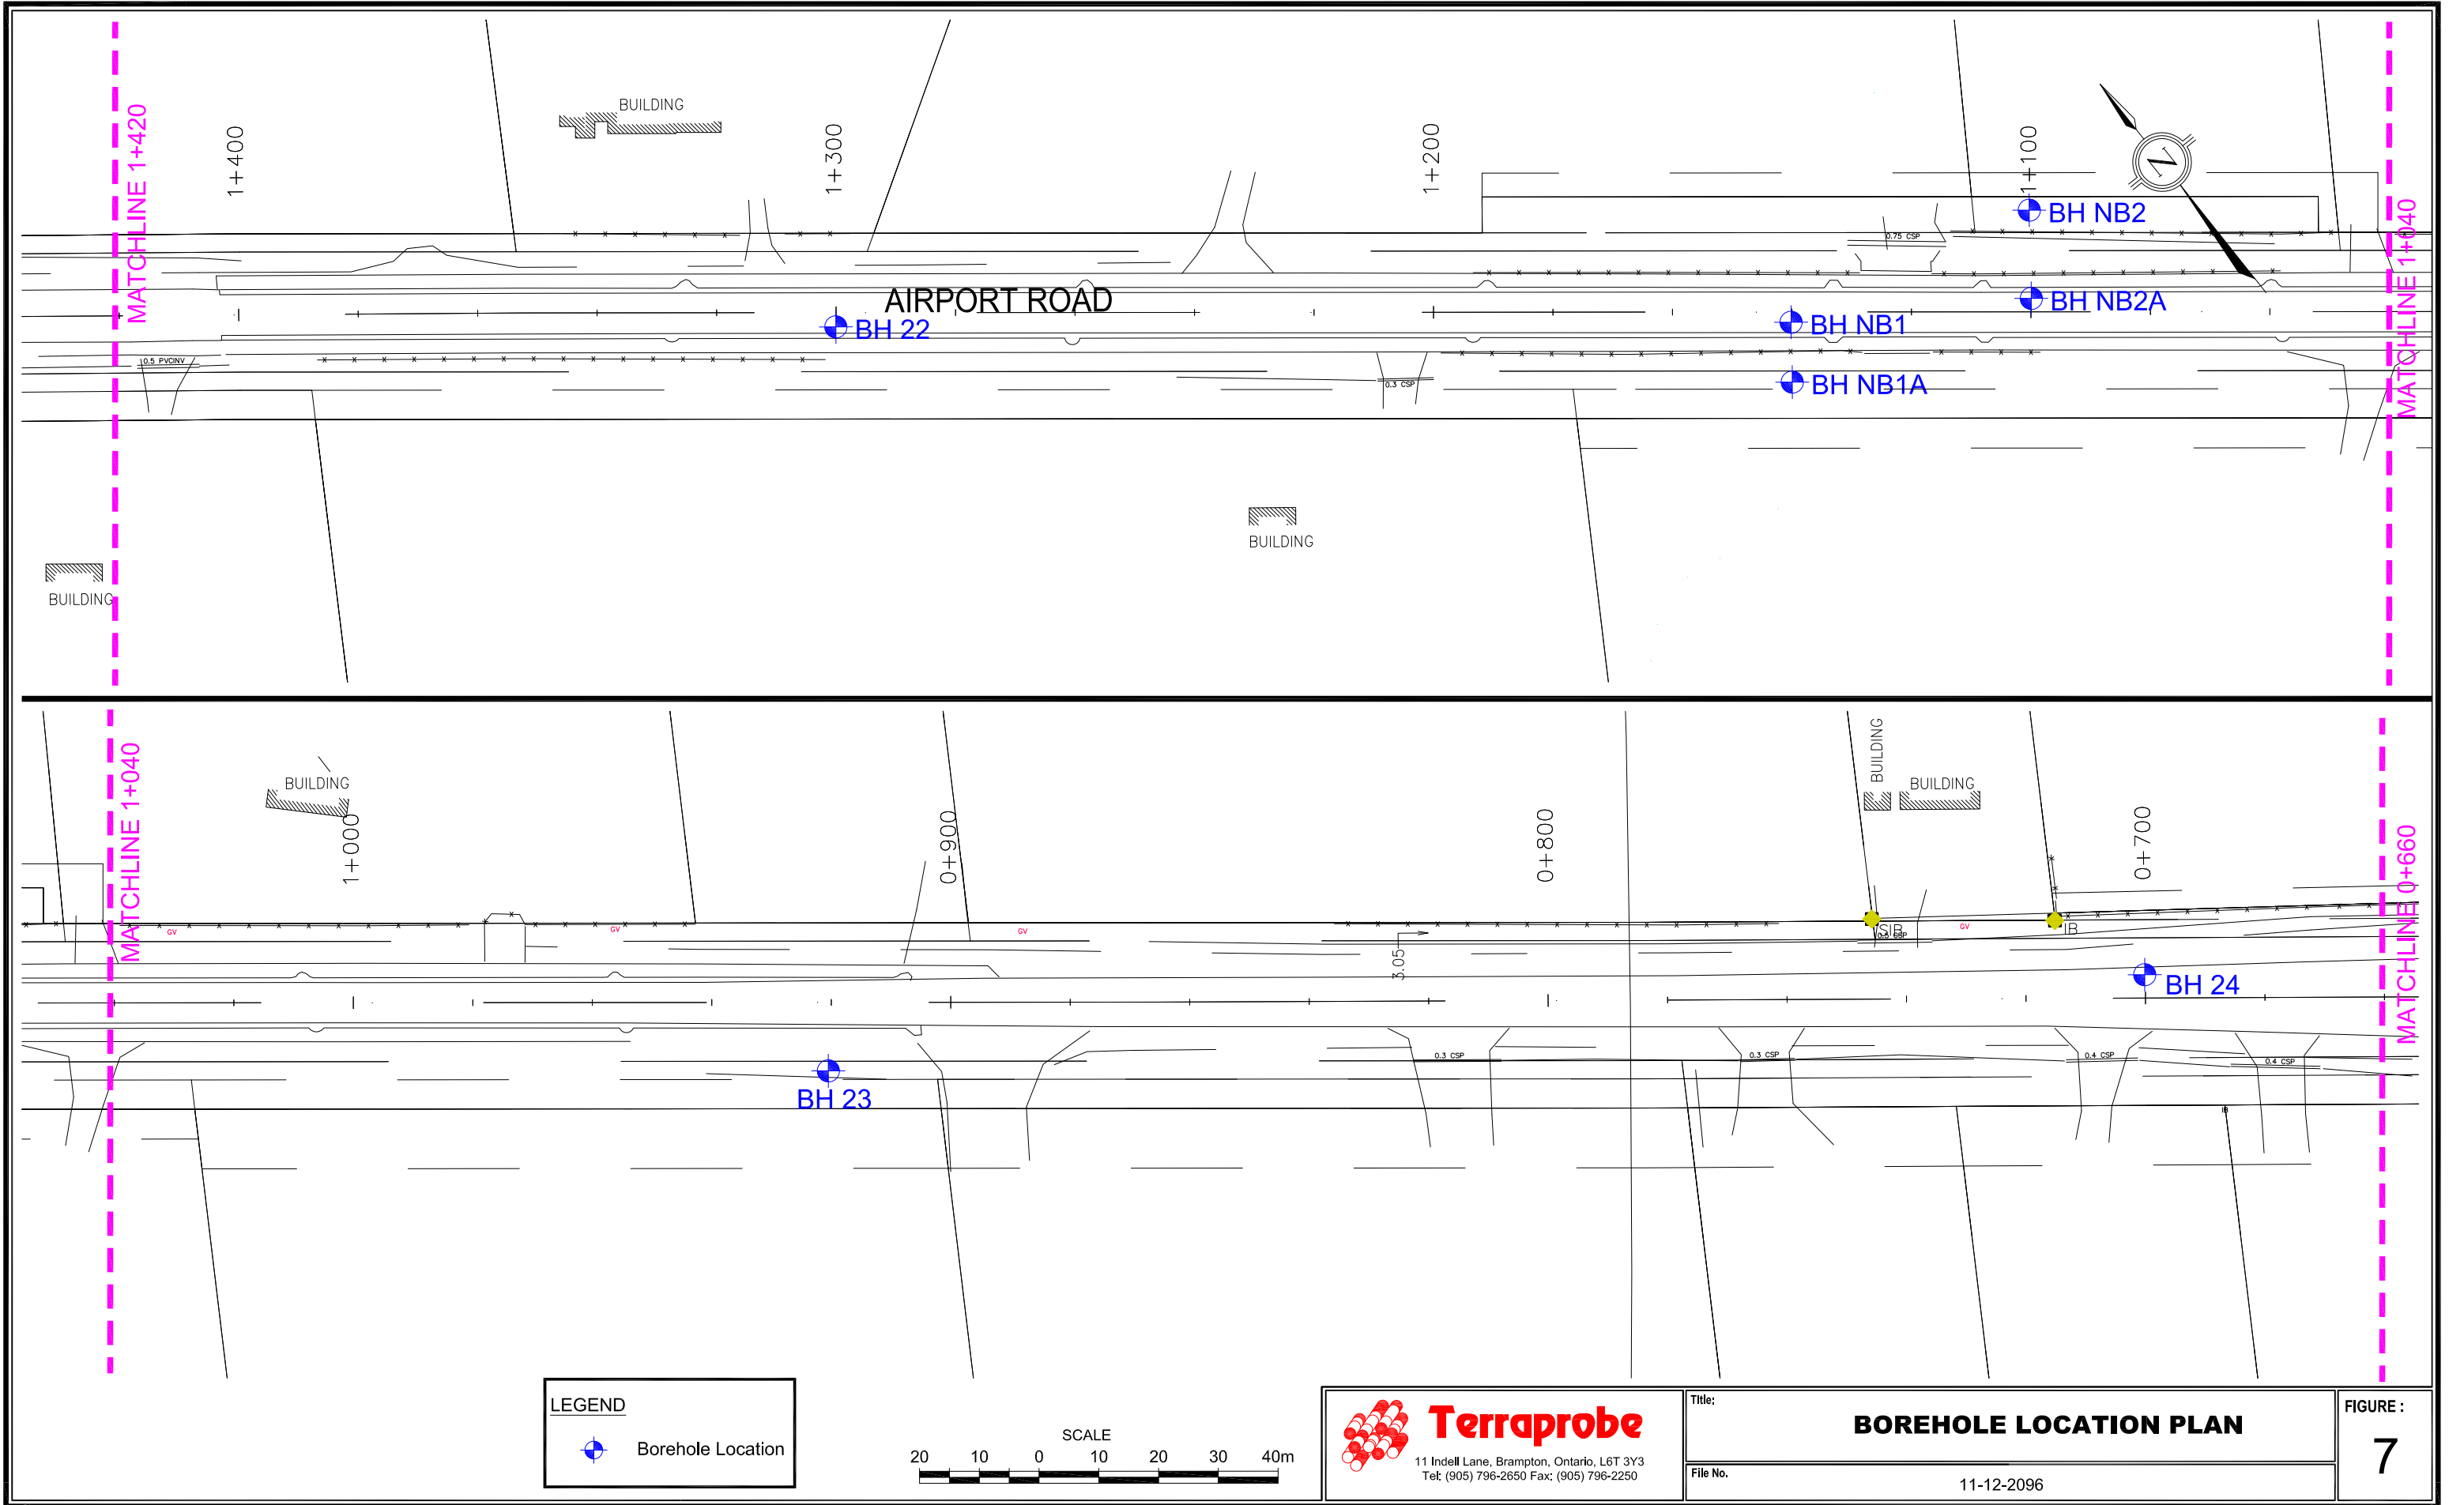 MATCHLINE 1+420
1+400
BUILDING
1+300
1+200
1+100
N
BH NB2
MATCHLINE 1+040
0.75 CSP
AIRPORT ROAD
BH NB2A
BH 22
BH NB1
0.5 PVCINV
0.3 CSP
BH NB1A
BUILDING
BUILDING
MATCHLINE 1+040
BUILDING
1+000
0+900
0+800
BUILDING
BUILDING
0+700
MATCHLINE 0+660
GV
GV
GV
3.05
SIB
0.5 CSP
GV
IB
BH 24
0.3 CSP
0.3 CSP
0.4 CSP
0.4 CSP
BH 23
IB
LEGEND
Borehole Location
SCALE
20 10 0 10 20 30 40m
Terraprobe
11 Indell Lane, Brampton, Ontario, L6T 3Y3
Tel: (905) 796-2650 Fax: (905) 796-2250
Title:
BOREHOLE LOCATION PLAN
File No.
11-12-2096
FIGURE :
7